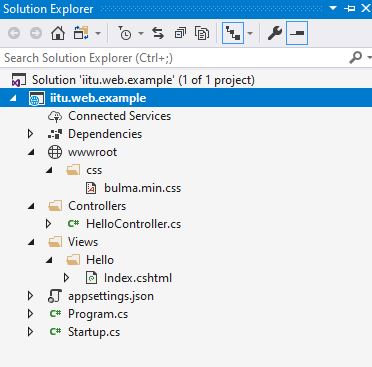 Solution Explorer
Search Solution Explorer (Ctrl+;)
Solution 'iitu.web.example' (1 of 1 project)
iitu.web.example
Connected Services
Dependencies
wwwroot
css
bulma.min.css
Controllers
C# HelloController.cs
Views
Hello
Index.cshtml
appsettings.json
C# Program.cs
C# Startup.cs